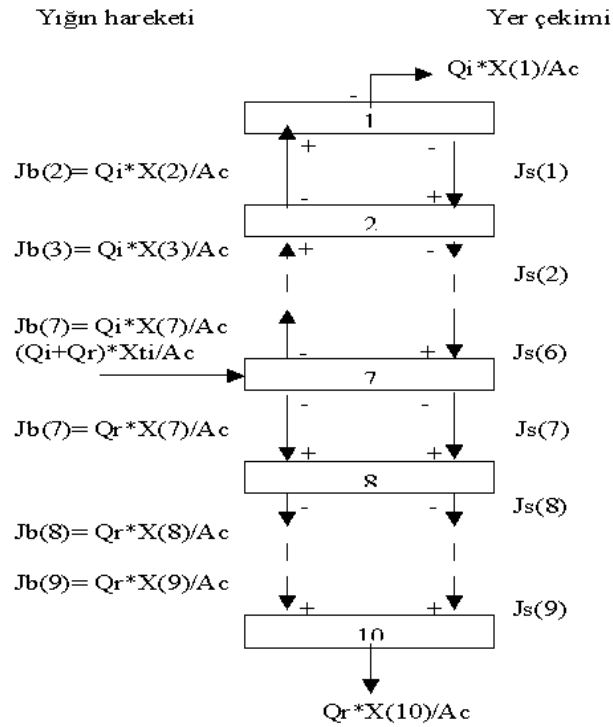 Yığın hareketi
Yer çekimi
Qi*X(1)/Ac
-
1
+
-
Jb(2)= Qi*X(2)/Ac
Js(1)
-
+
2
Jb(3)= Qi*X(3)/Ac
+
-
Js(2)
Jb(7)= Qi*X(7)/Ac
(Qi+Qr)*Xti/Ac
-
+
Js(6)
7
-
-
Jb(7)= Qr*X(7)/Ac
Js(7)
+
+
8
-
-
Js(8)
Jb(8)= Qr*X(8)/Ac
Jb(9)= Qr*X(9)/Ac
+
+
Js(9)
10
Qr*X(10)/Ac